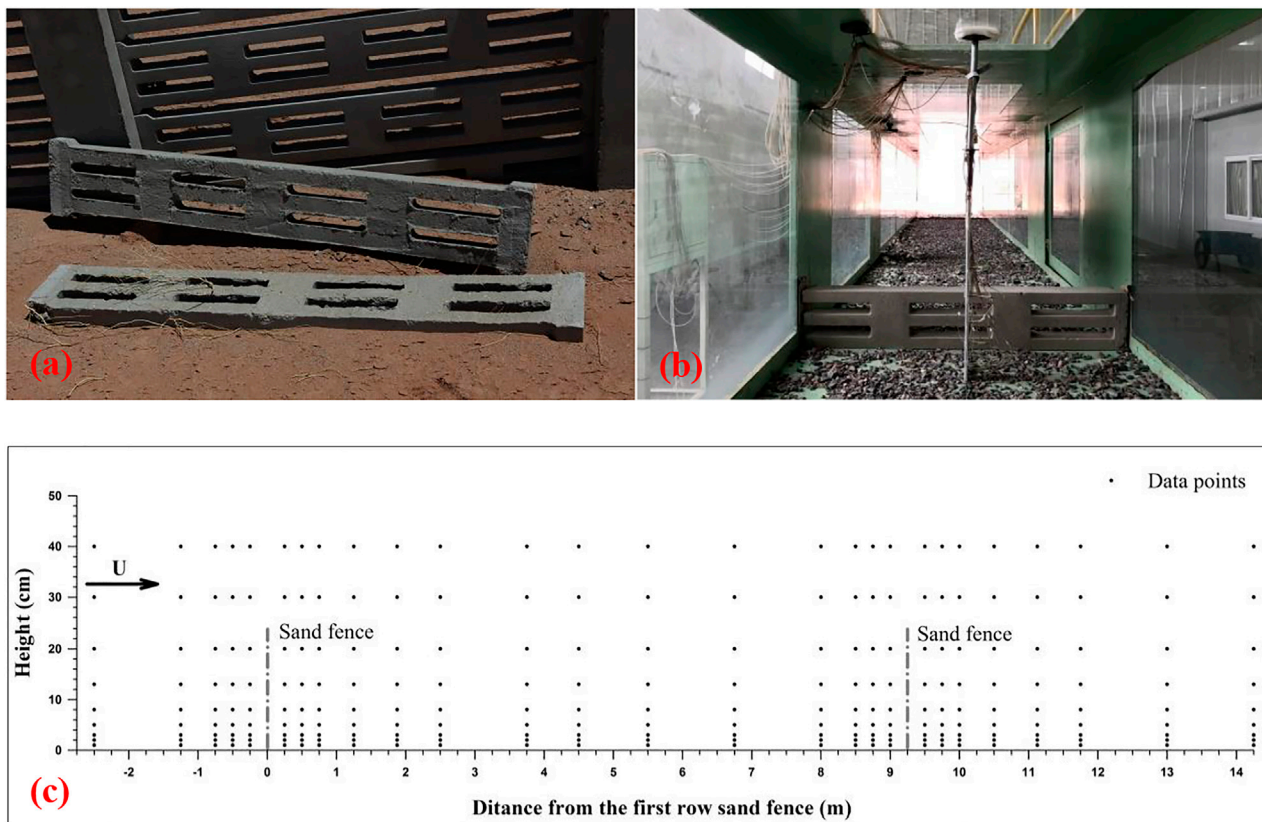 (a)
(b)
Data points
50
40
30
20
10
0
Height (cm)
U
Sand fence
Sand fence
-2 -1 0 1 2 3 4 5 6 7 8 9 10 11 12 13 14
(c)
Ditance from the first row sand fence (m)